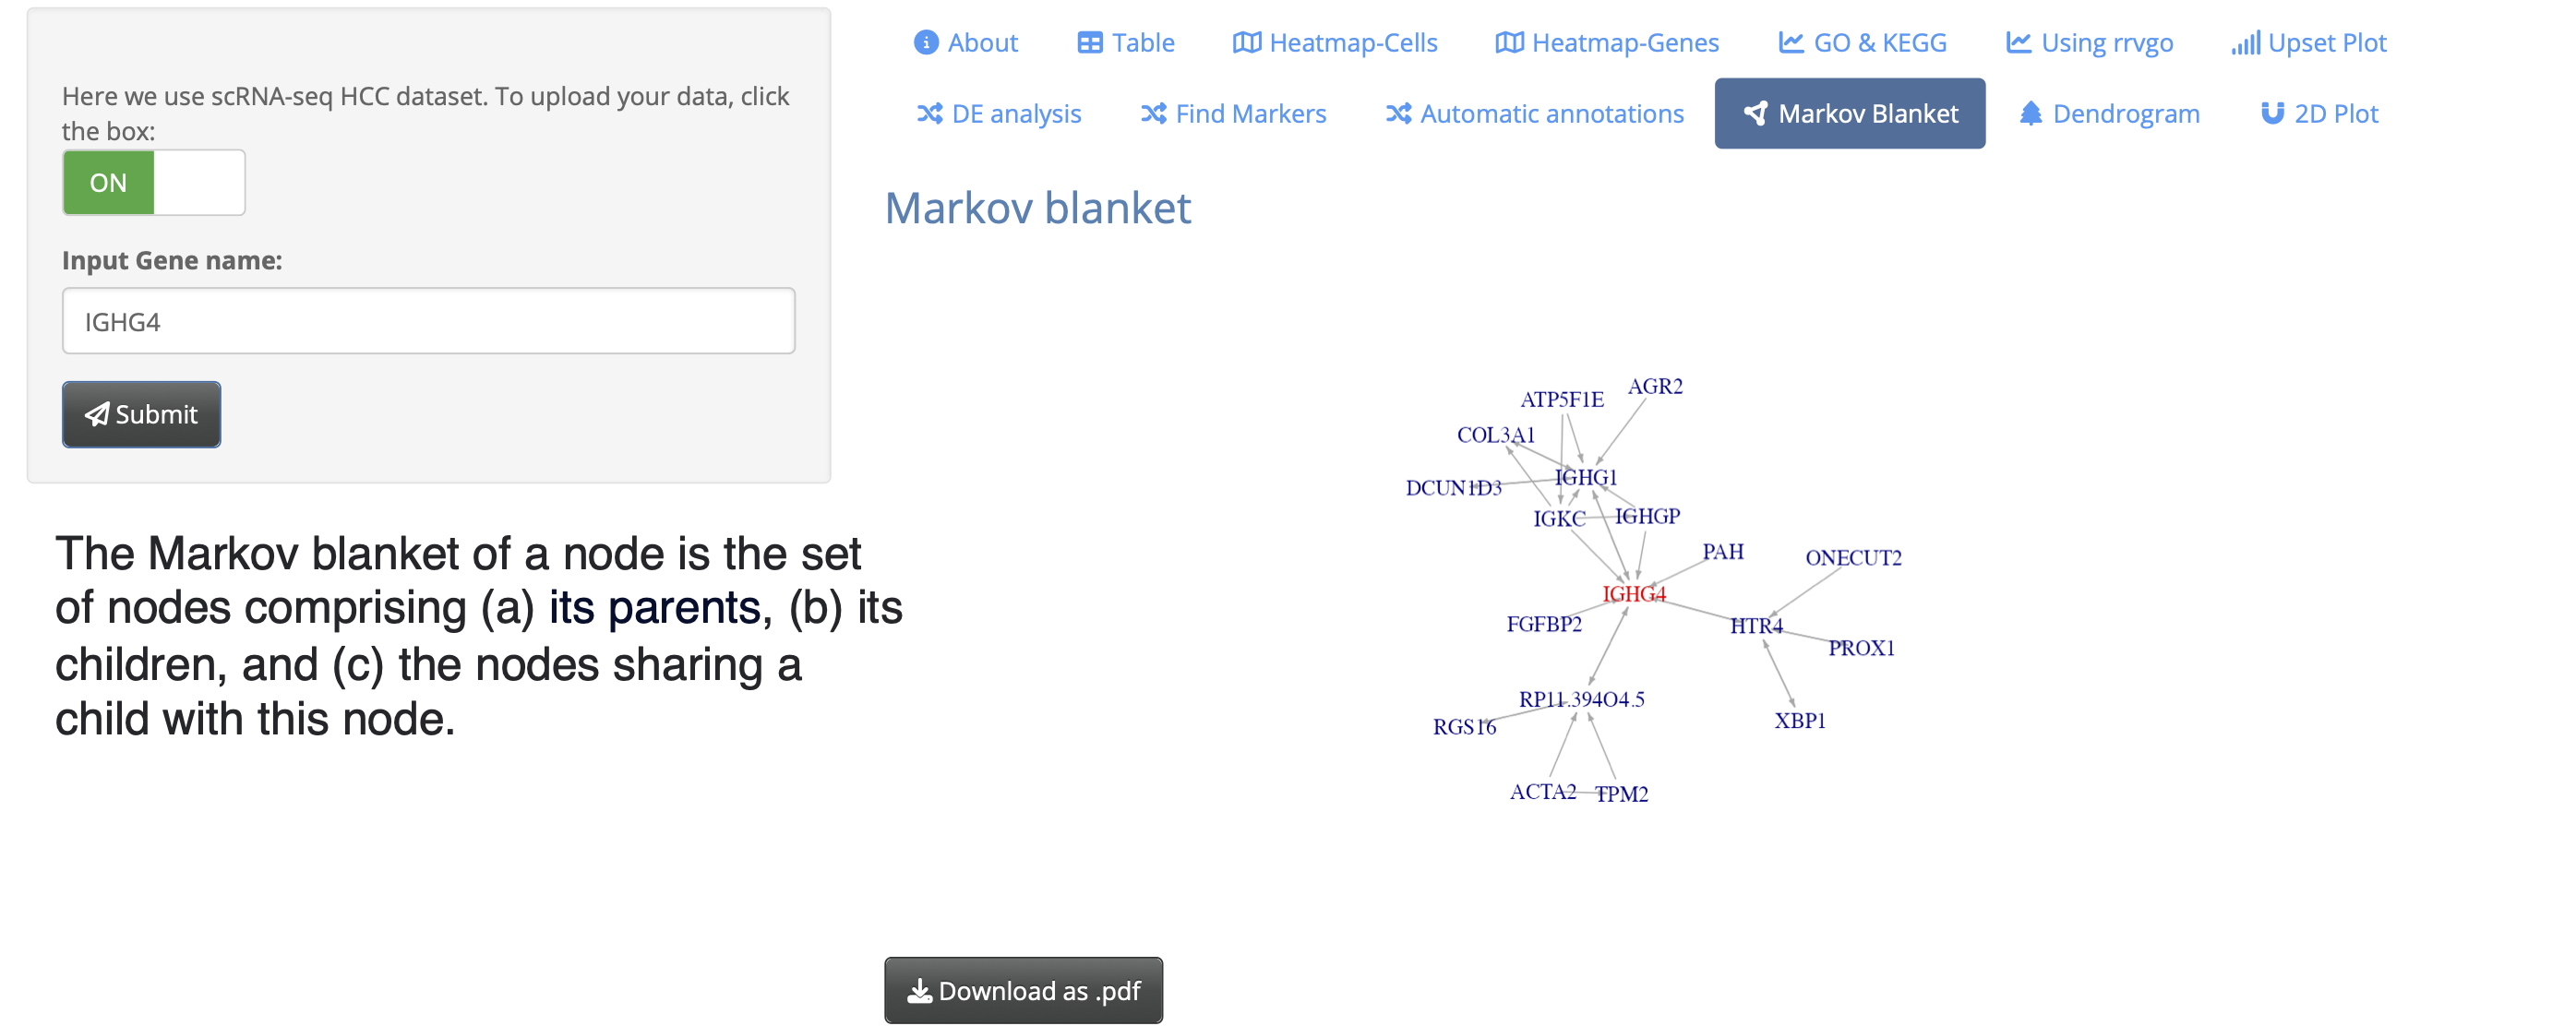 Here we use scRNA-seq HCC dataset. To upload your data, click
the box:
ON
Input Gene name:
IGHG4
Submit
The Markov blanket of a node is the set
of nodes comprising (a) its parents, (b) its
children, and (c) the nodes sharing a
child with this node.
About Table Heatmap-Cells Heatmap-Genes GO & KEGG Using rrvgo Upset Plot
DE analysis Find Markers Automatic annotations Markov Blanket Dendrogram 2D Plot
Markov blanket
AGR2
ATP5F1E
COL3A1
IGHG1
DCUN1D3
IGKC IGHGP
PAH
ONECUT2
IGHG4
FGFBP2
HTR4
PROX1
RP11.394O4.5
XBP1
RGS16
ACTA2 TPM2
Download as .pdf